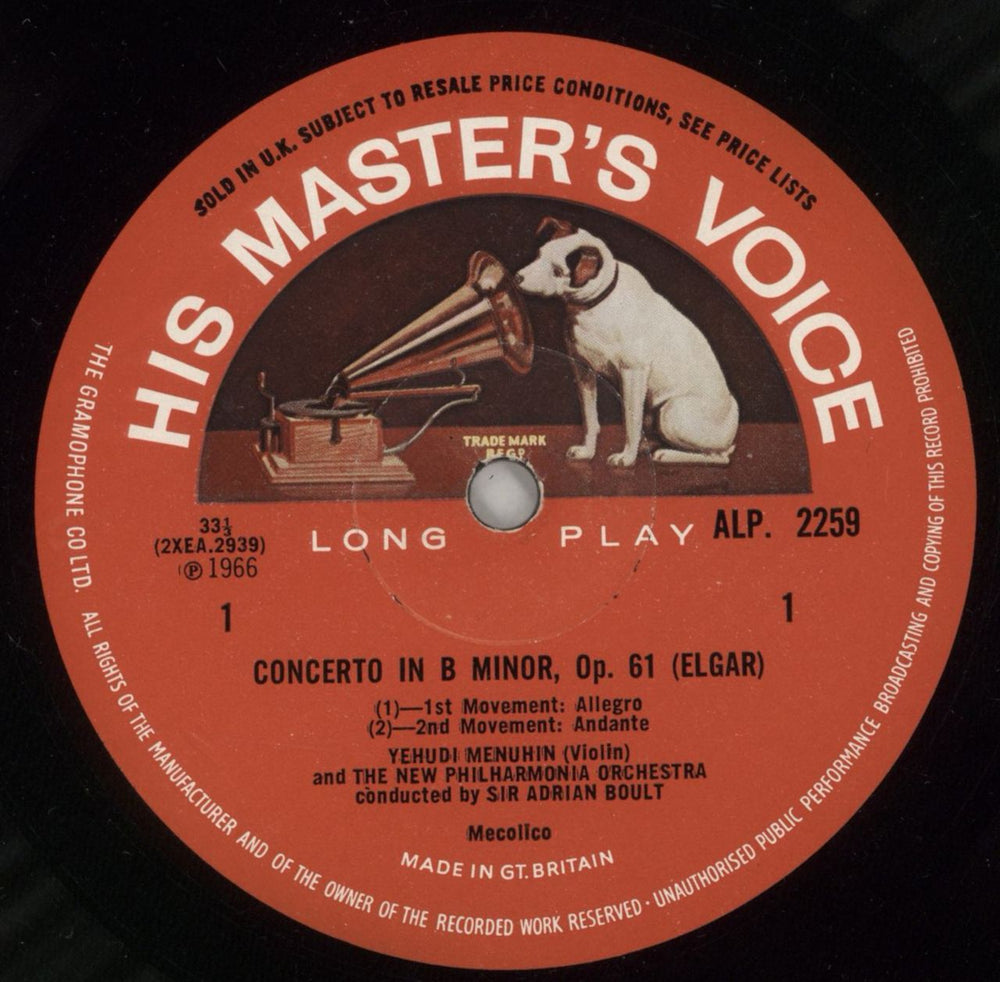 SOLD IN U.K. SUBJECT TO RESALE PRICE CONDITIONS, SEE PRICE LISTS
HIS MASTER'S VOICE
TRADE MARK
REGD
LONG PLAY
33⅓
(2XEA.2939)
℗ 1966
ALP. 2259
1
1
CONCERTO IN B MINOR, Op. 61 (ELGAR)
(1)—1st Movement: Allegro
(2)—2nd Movement: Andante
YEHUDI MENUHIN (Violin)
and THE NEW PHILHARMONIA ORCHESTRA
conducted by SIR ADRIAN BOULT
Mecolico
MADE IN GT. BRITAIN
THE GRAMOPHONE CO LTD. ALL RIGHTS OF THE MANUFACTURER AND OF THE OWNER OF THE RECORDED WORK RESERVED · UNAUTHORISED PUBLIC PERFORMANCE BROADCASTING AND COPYING OF THIS RECORD PROHIBITED